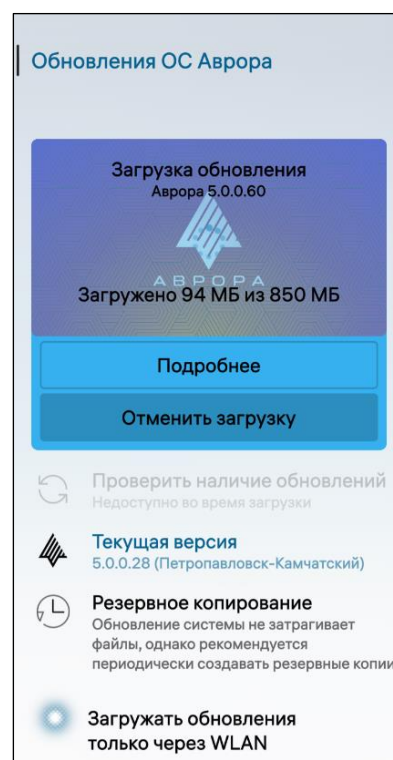 Обновления ОС Аврора
Загрузка обновления
Аврора 5.0.0.60
АВРОРА
Загружено 94 МБ из 850 МБ
Подробнее
Отменить загрузку
Проверить наличие обновлений
Недоступно во время загрузки
Текущая версия
5.0.0.28 (Петропавловск-Камчатский)
Резервное копирование
Обновление системы не затрагивает
файлы, однако рекомендуется
периодически создавать резервные копии
Загружать обновления
только через WLAN